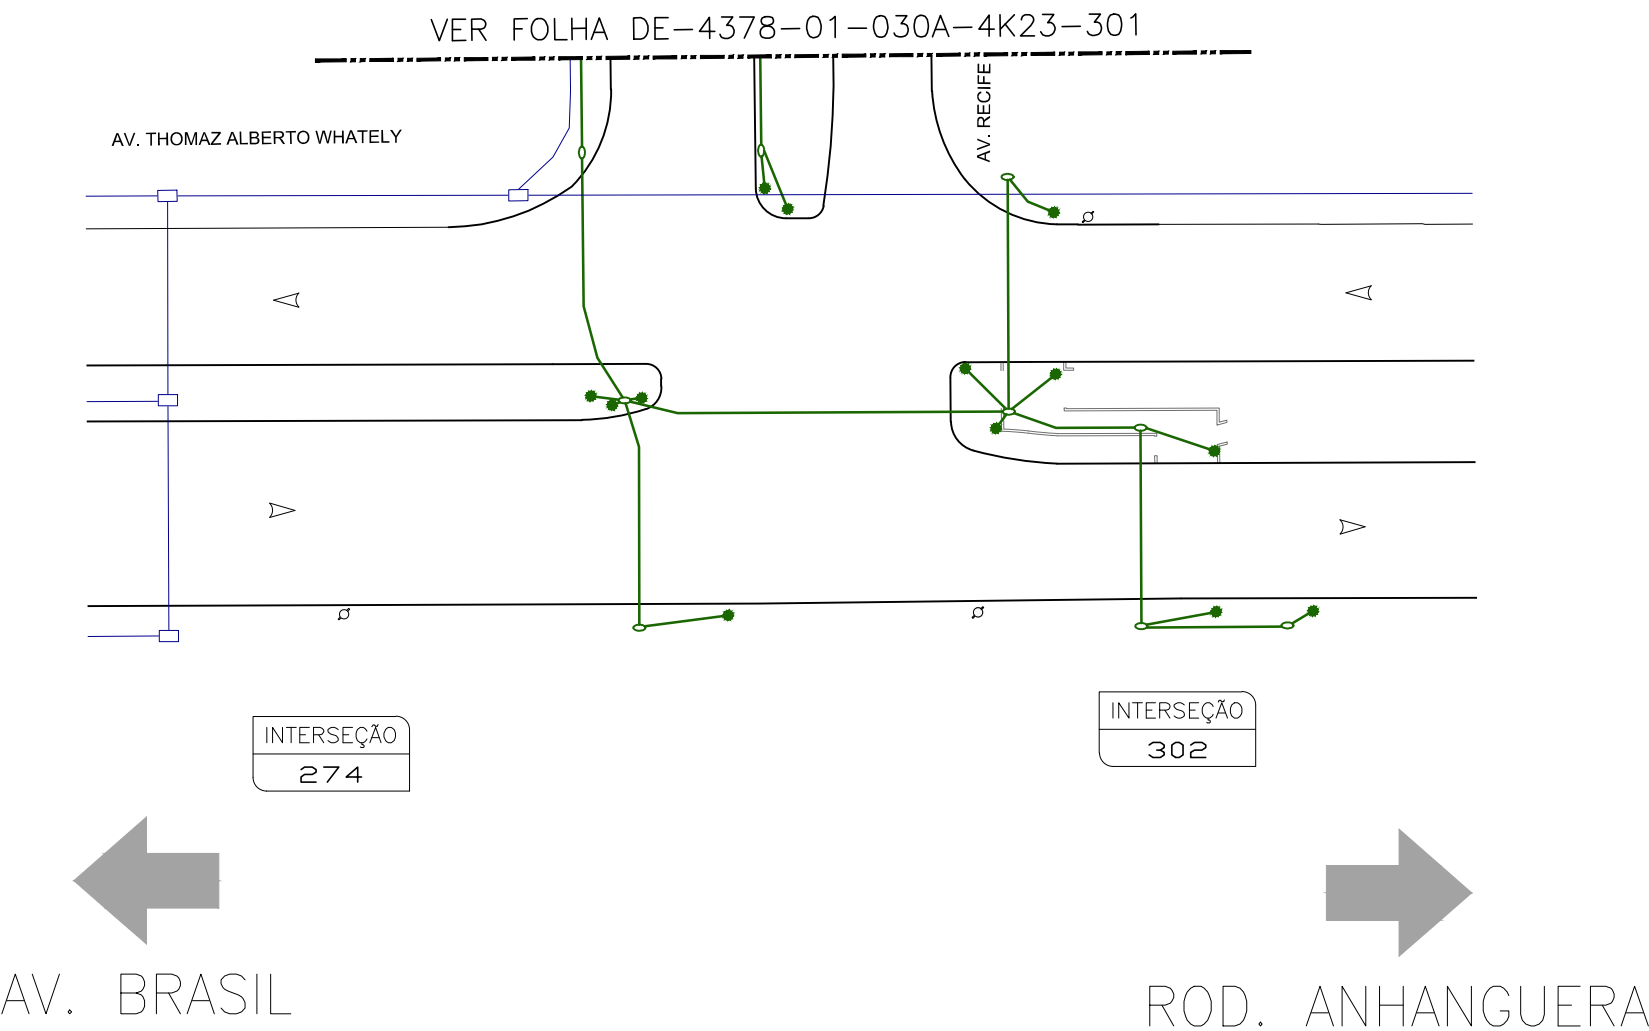 VER FOLHA DE-4378-01-030A-4K23-301
AV. THOMAZ ALBERTO WHATELY
AV. RECIFE
INTERSEÇÃO
274
INTERSEÇÃO
302
AV. BRASIL
ROD. ANHANGUERA